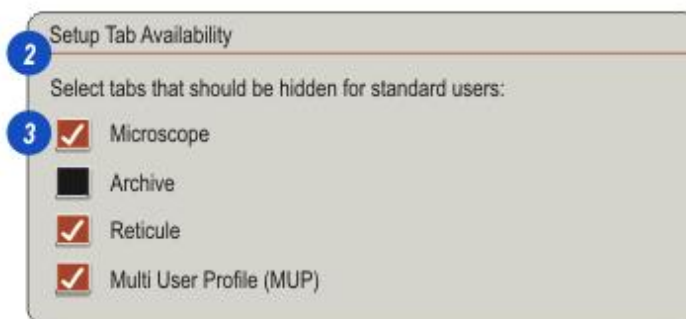 Setup Tab Availability
2
Select tabs that should be hidden for standard users:
3 Microscope
Archive
Reticule
Multi User Profile (MUP)